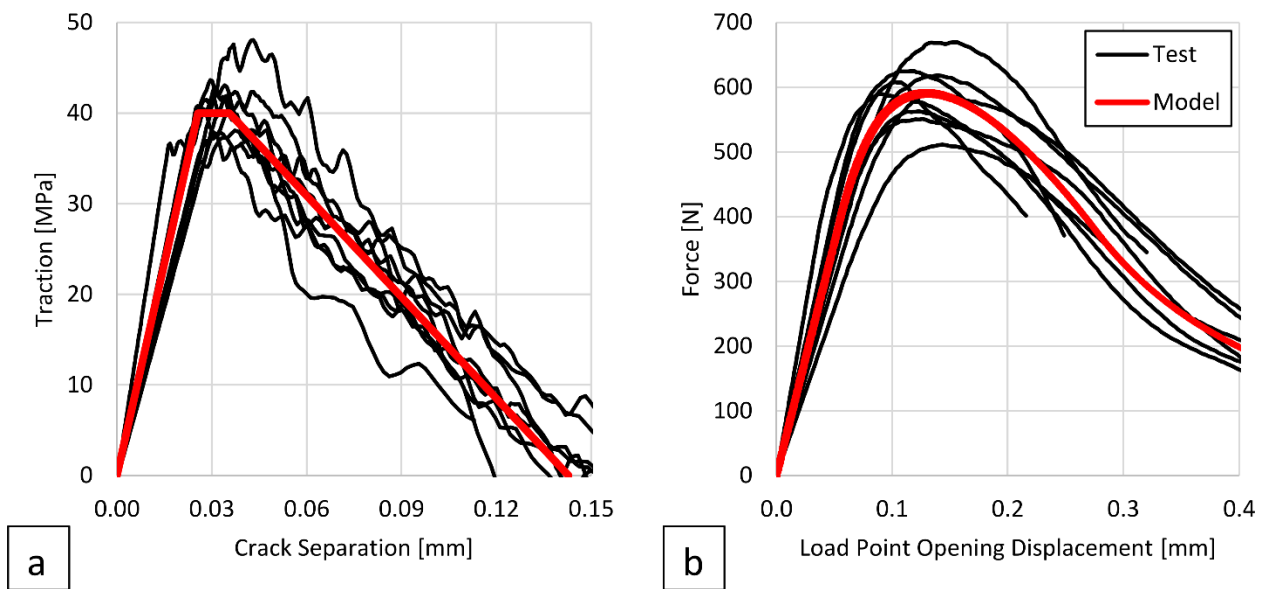 50
40
30
20
10
0
Traction [MPa]
0.00 0.03 0.06 0.09 0.12 0.15
Crack Separation [mm]
a
700
600
500
400
300
200
100
0
Force [N]
0.0 0.1 0.2 0.3 0.4
Load Point Opening Displacement [mm]
Test
Model
b